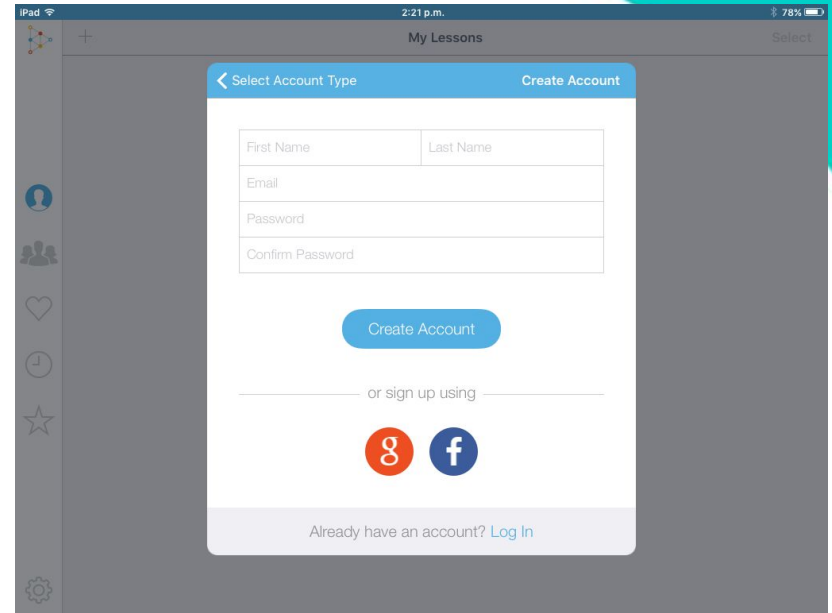 iPad 2:21 p.m. 78%
My Lessons Select
Select Account Type Create Account
First Name Last Name
Email
Password
Confirm Password
Create Account
or sign up using
g f
Already have an account? Log In